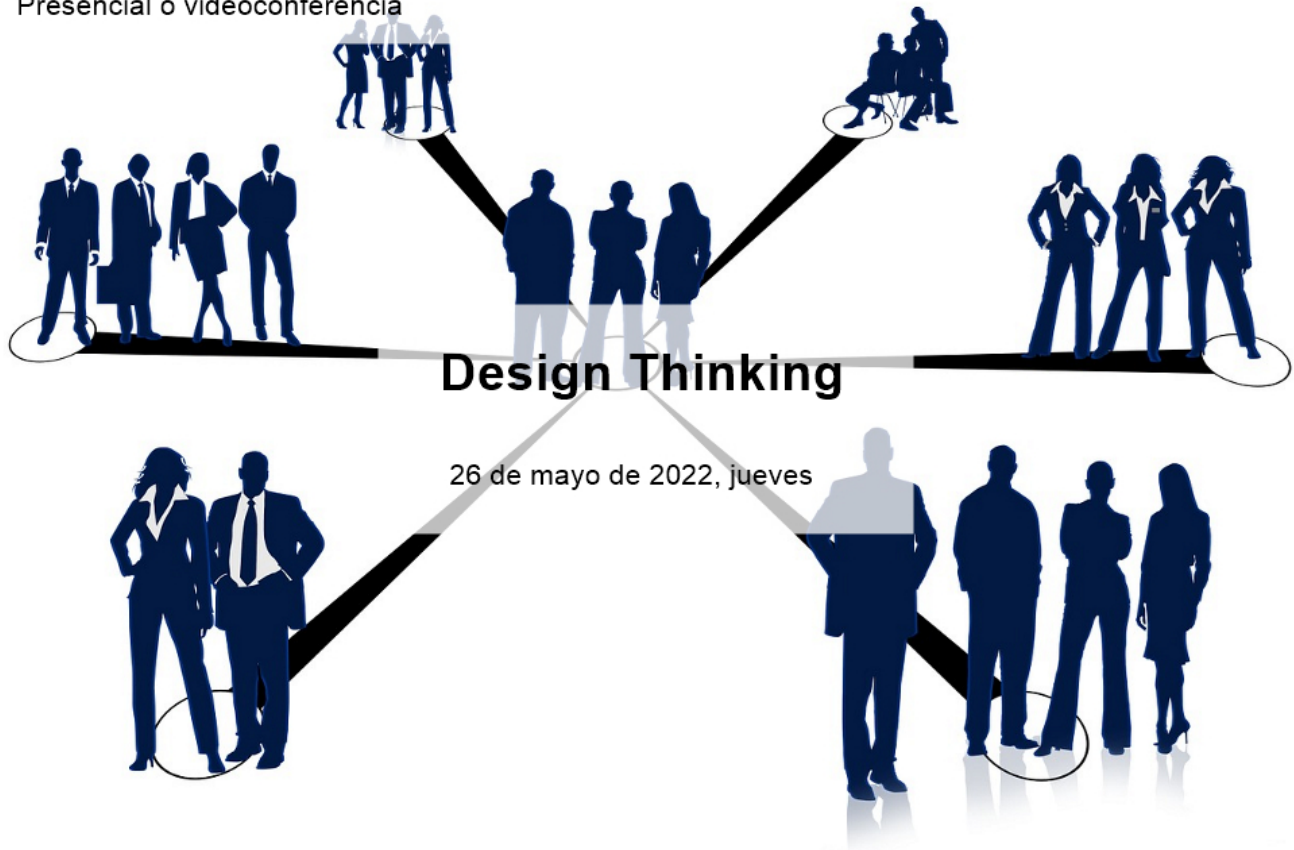 Presencial o videoconferencia
Design Thinking
26 de mayo de 2022, jueves